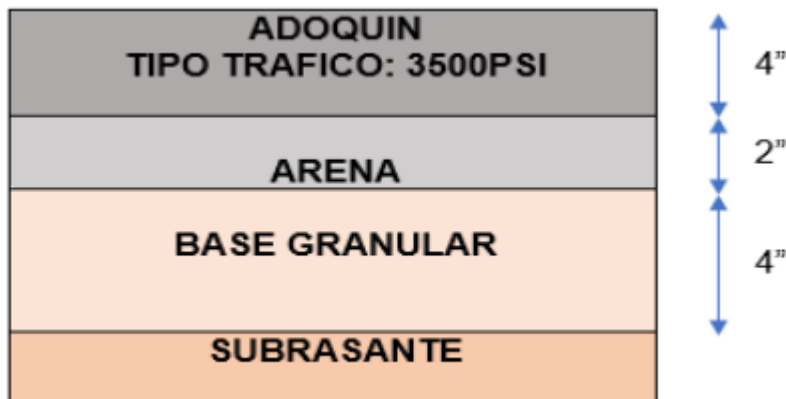 ADOQUIN
TIPO TRAFICO: 3500PSI
4”
2”
ARENA
BASE GRANULAR
4”
SUBRASANTE